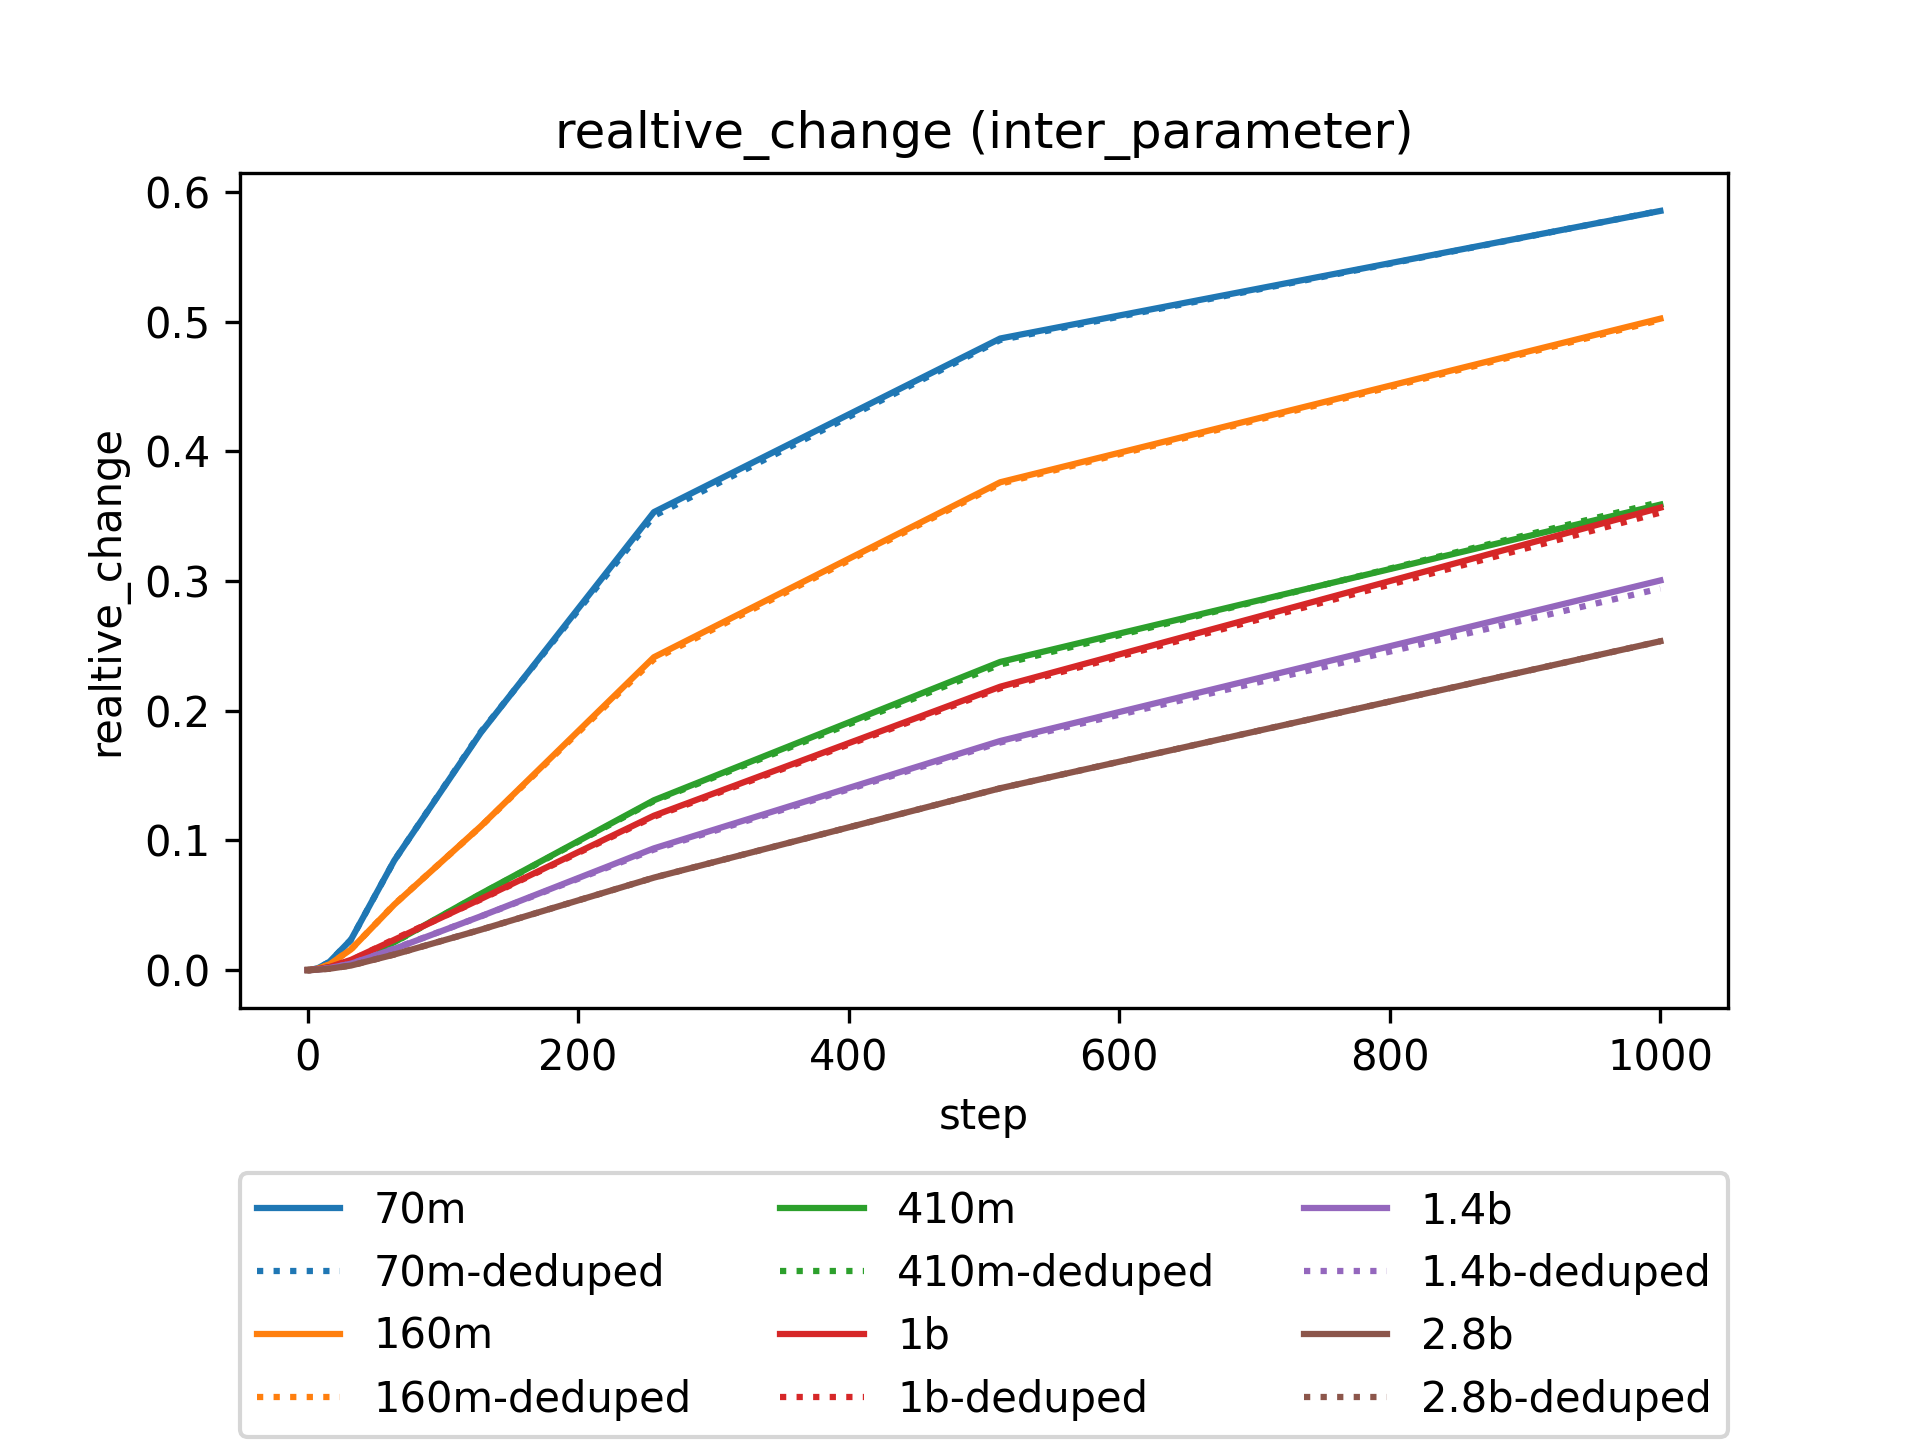 realtive_change (inter_parameter)
realtive_change
0.6
0.5
0.4
0.3
0.2
0.1
0.0
0 200 400 600 800 1000
step
70m 410m 1.4b
70m-deduped 410m-deduped 1.4b-deduped
160m 1b 2.8b
160m-deduped 1b-deduped 2.8b-deduped